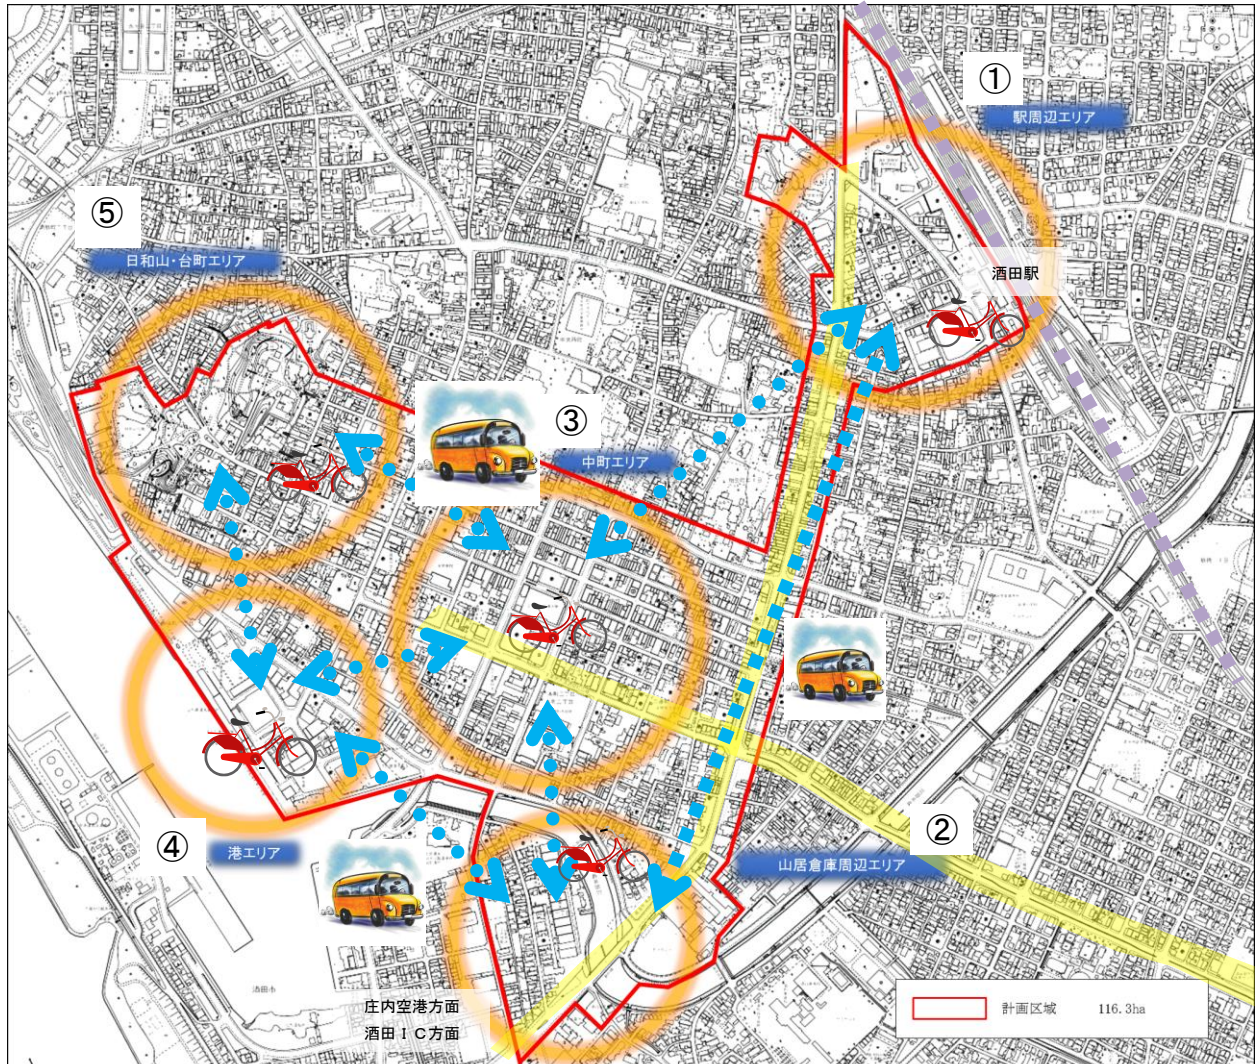 ①
駅周辺エリア
⑤
日和山・台町エリア
酒田駅
③
中町エリア
②
④
港エリア
山居倉庫周辺エリア
酒田市
庄内空港方面
酒田IC方面
計画区域 116.3ha